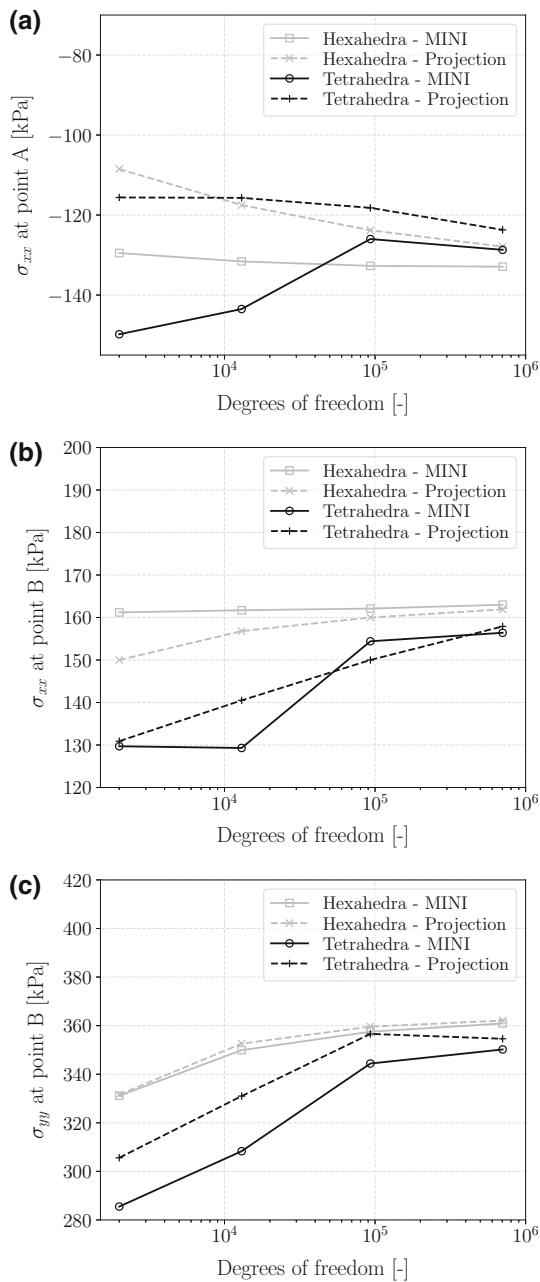 (a)
Hexahedra - MINI
Hexahedra - Projection
Tetrahedra - MINI
Tetrahedra - Projection
−80
−100
−120
−140
σxx at point A [kPa]
10^4
10^5
10^6
Degrees of freedom [-]
(b)
Hexahedra - MINI
Hexahedra - Projection
Tetrahedra - MINI
Tetrahedra - Projection
200
190
180
170
160
150
140
130
120
σxx at point B [kPa]
10^4
10^5
10^6
Degrees of freedom [-]
(c)
Hexahedra - MINI
Hexahedra - Projection
Tetrahedra - MINI
Tetrahedra - Projection
420
400
380
360
340
320
300
280
σyy at point B [kPa]
10^4
10^5
10^6
Degrees of freedom [-]